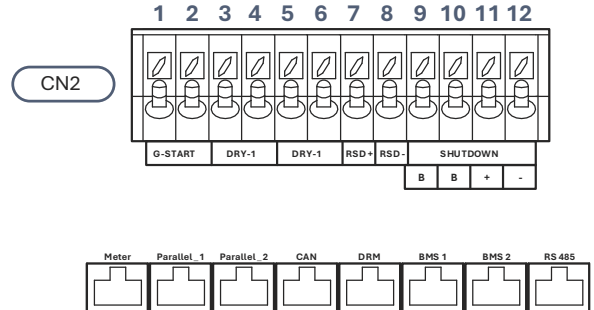 1 2 3 4 5 6 7 8 9 10 11 12
CN2
G-START DRY-1 DRY-1 RSD+ RSD- SHUTDOWN
B B + -
Meter Parallel_1 Parallel_2 CAN DRM BMS 1 BMS 2 RS 485